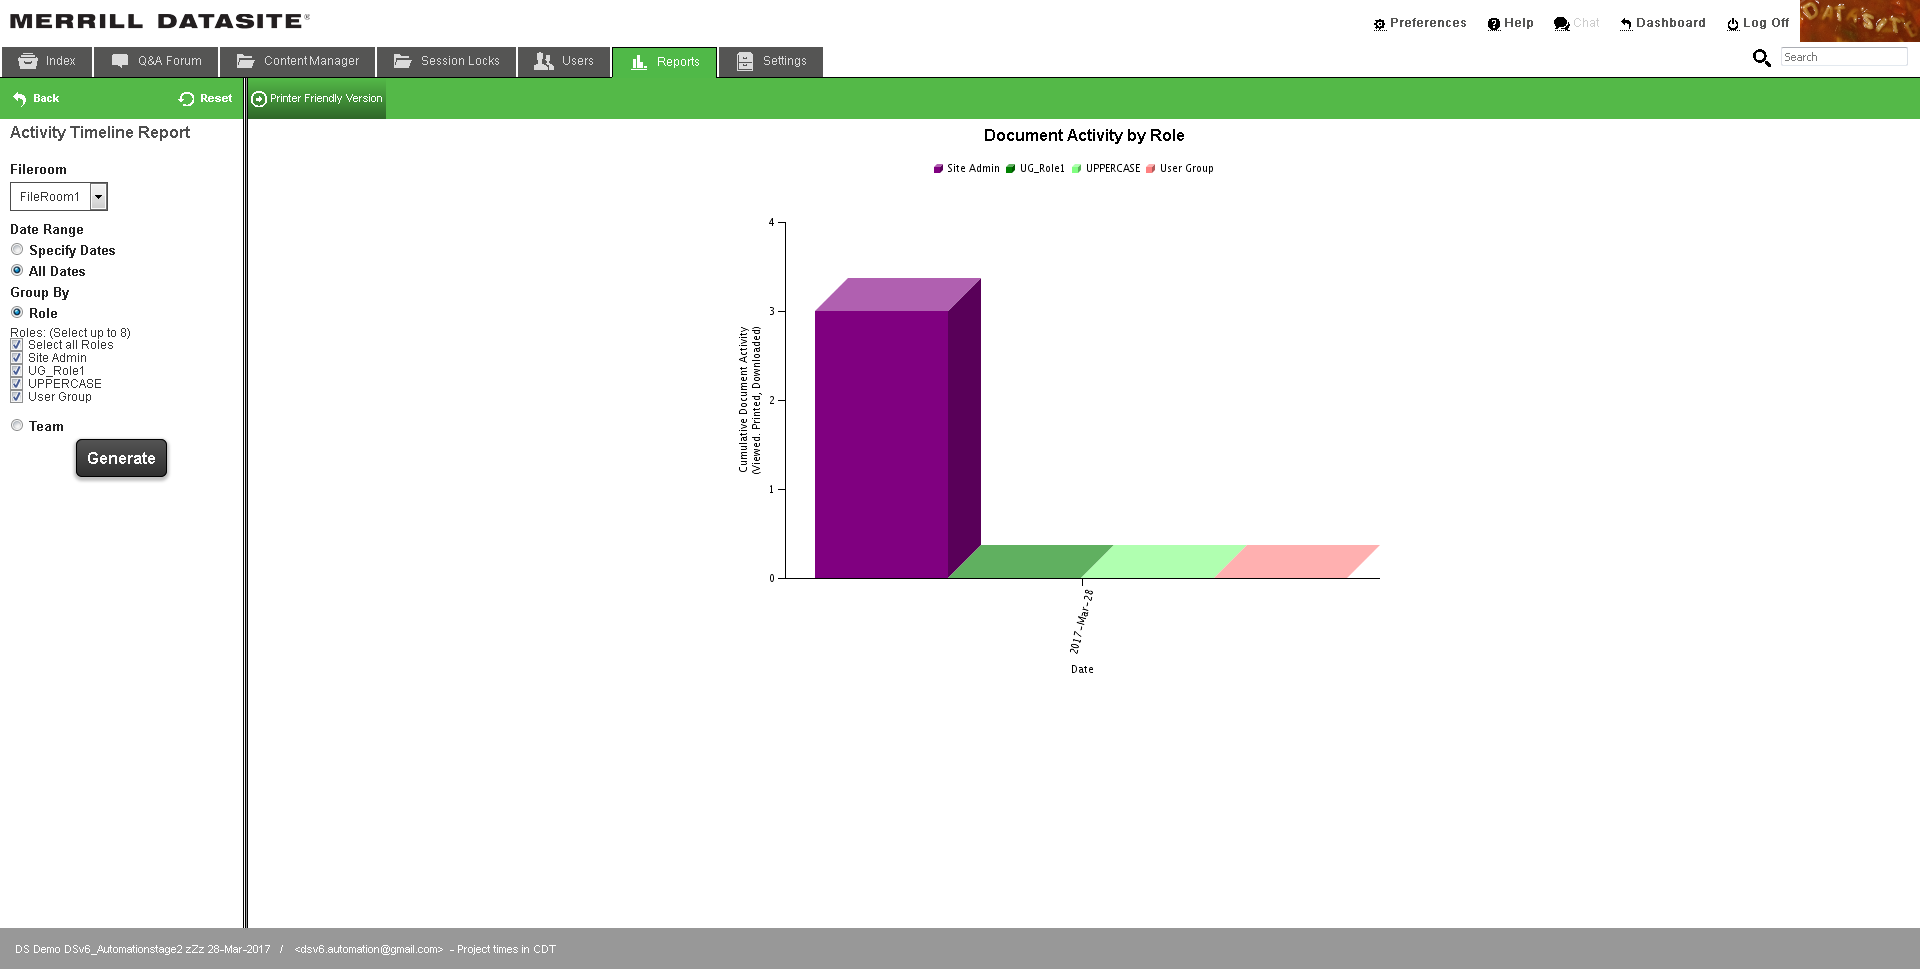 MERRILL DATASITE®
Preferences Help Chat Dashboard Log Off
DATASITE
Index Q&A Forum Content Manager Session Locks Users Reports Settings
Search
Back Reset Printer Friendly Version
Activity Timeline Report
Fileroom
FileRoom1
Date Range
Specify Dates
All Dates
Group By
Role
Roles: (Select up to 8)
Select all Roles
Site Admin
UG_Role1
UPPERCASE
User Group
Team
Generate
Document Activity by Role
Site Admin UG_Role1 UPPERCASE User Group
Cumulative Document Activity
(Viewed. Printed, Downloaded)
4
3
2
1
0
2017-Mar-28
Date
DS Demo DSv6_Automationstage2 zZz 28-Mar-2017 / <dsv6.automation@gmail.com> - Project times in CDT